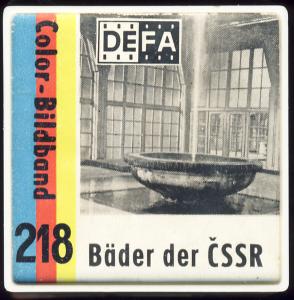 DEFA
Color-Bildband
218
Bäder der ČSSR